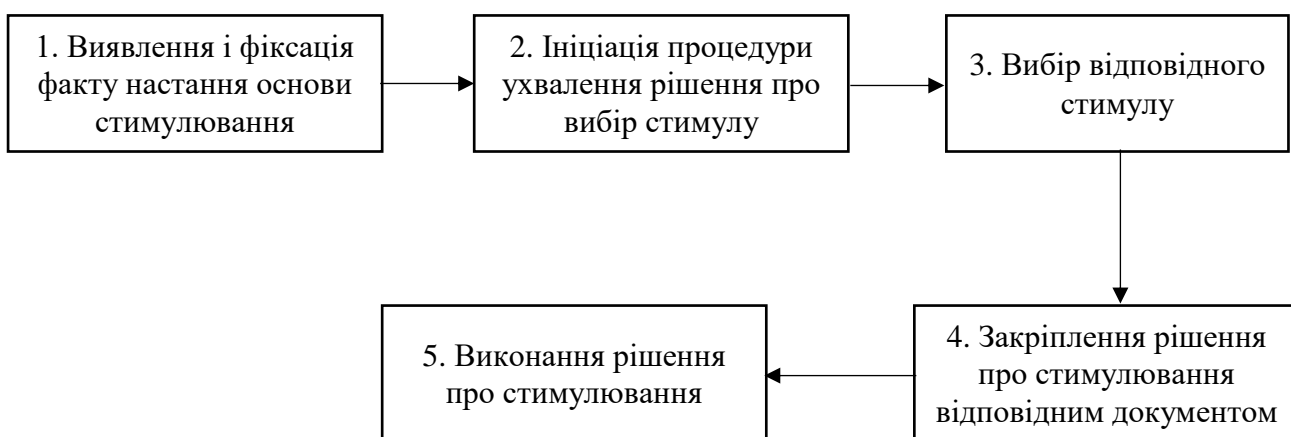 1. Виявлення і фіксація
факту настання основи
стимулювання
2. Ініціація процедури
ухвалення рішення про
вибір стимулу
3. Вибір відповідного
стимулу
4. Закріплення рішення
про стимулювання
відповідним документом
5. Виконання рішення
про стимулювання